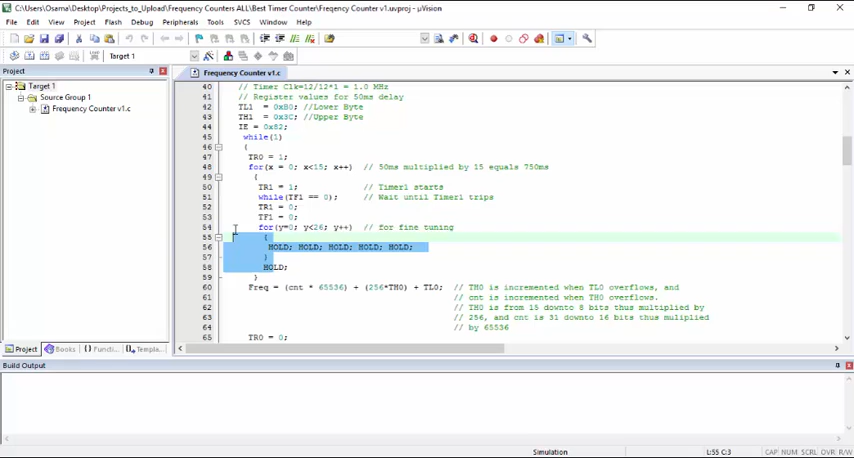 C:\Users\Osama\Desktop\Projects_to_Upload\Frequency Counters ALL\Best Timer Counter\Frequency Counter v1.uvproj - µVision
File Edit View Project Flash Debug Peripherals Tools SVCS Window Help
Target 1
Project
Frequency Counter v1.c
Target 1
Source Group 1
Frequency Counter v1.c
40 // Timer Clk=12/12*1 = 1.0 MHz
41 // Register values for 50ms delay
42 TL1 = 0xB0; //Lower Byte
43 TH1 = 0x3C; //Upper Byte
44 IE = 0x82;
45 while(1)
46 {
47 TR0 = 1;
48 for(x = 0; x<15; x++) // 50ms multiplied by 15 equals 750ms
49 {
50 TR1 = 1; // Timer1 starts
51 while(TF1 == 0); // Wait until Timer1 trips
52 TR1 = 0;
53 TF1 = 0;
54 for(y=0; y<26; y++) // for fine tuning
55 {
56 HOLD; HOLD; HOLD; HOLD; HOLD;
57 }
58 HOLD;
59 }
60 Freq = (cnt * 65536) + (256*TH0) + TL0; // TH0 is incremented when TL0 overflows, and
61 // cnt is incremented when TH0 overflows.
62 // TH0 is from 15 downto 8 bits thus multiplied by
63 // 256, and cnt is 31 downto 16 bits thus muliplied
64 // by 65536
65 TR0 = 0;
Project Books {} Functi... Templa...
Build Output
Simulation L:55 C:3 CAP NUM SCRL OVR R/W